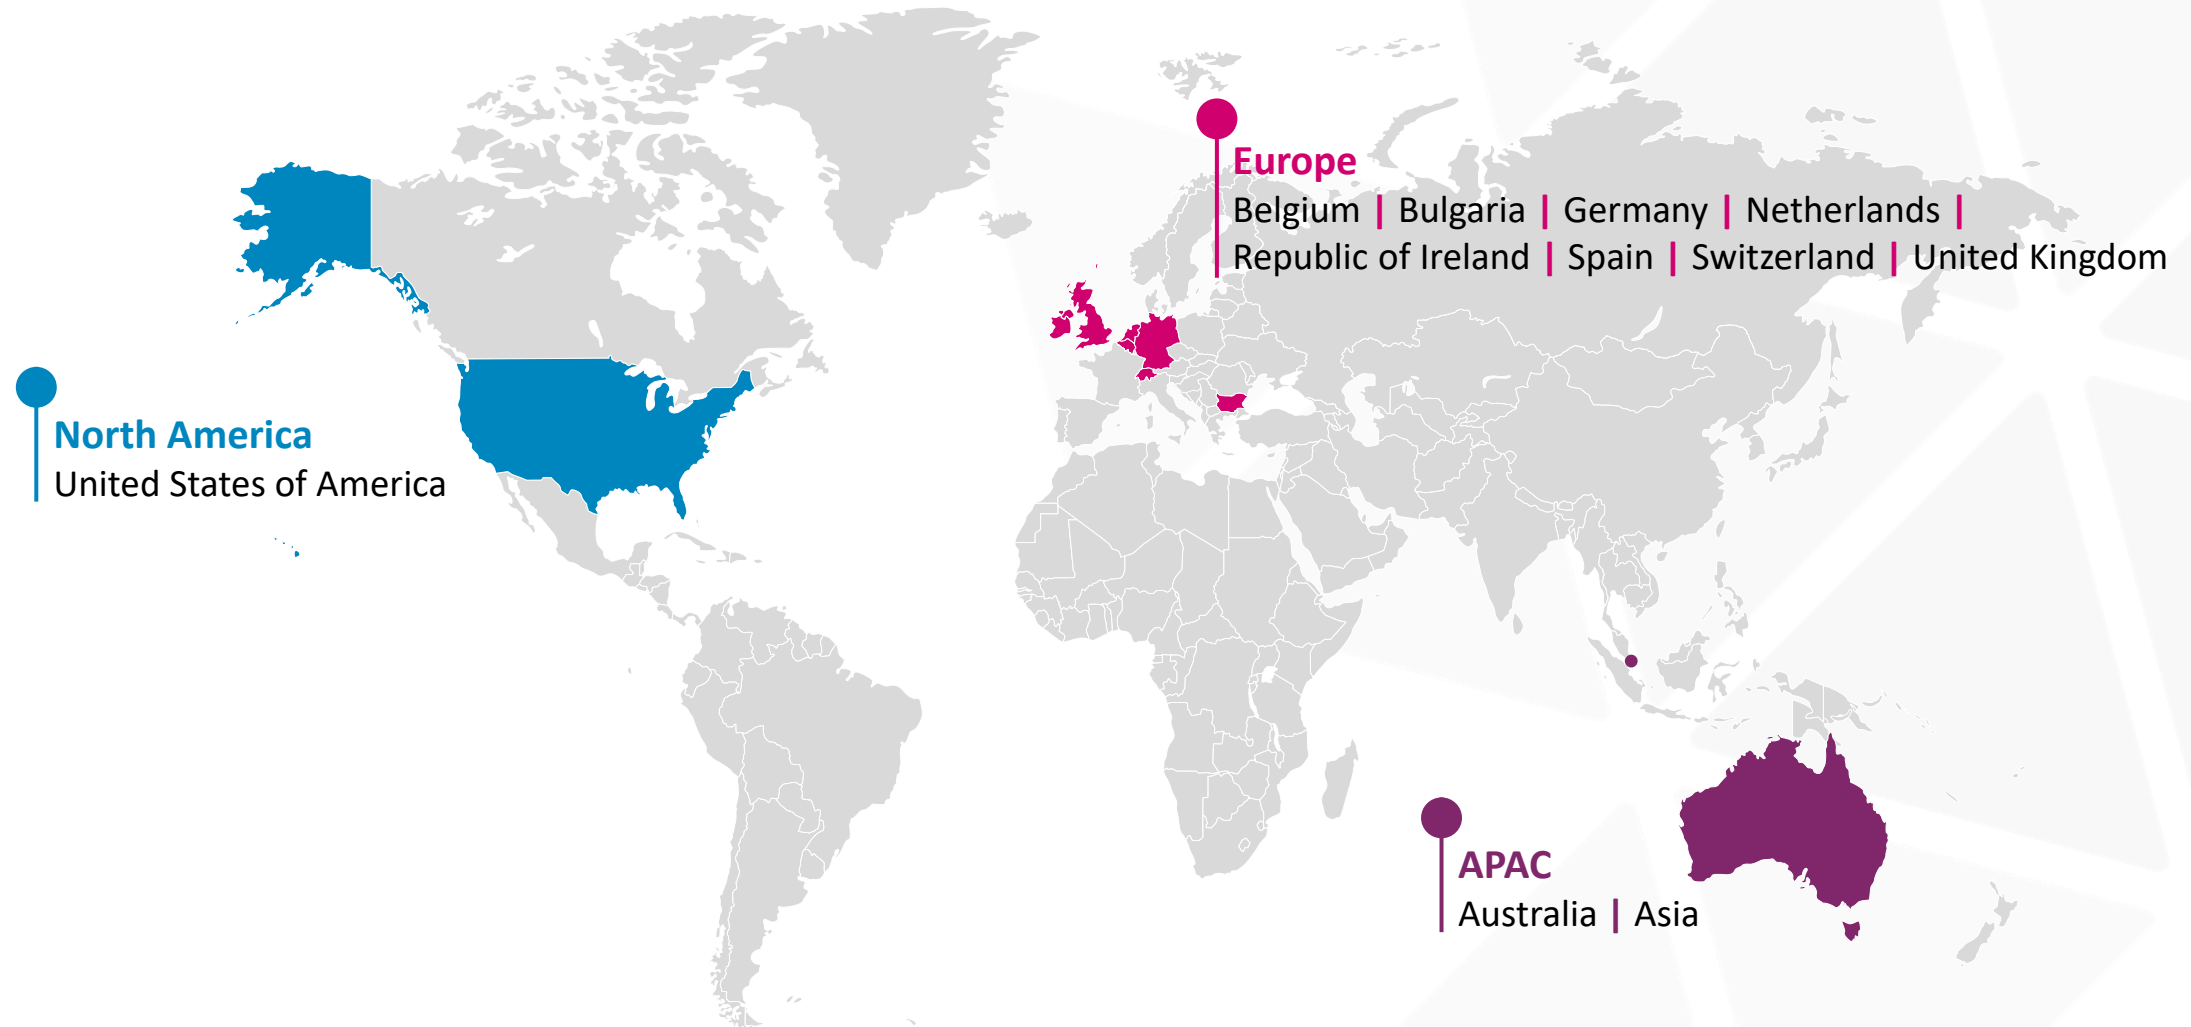 Europe
Belgium | Bulgaria | Germany | Netherlands |
Republic of Ireland | Spain | Switzerland | United Kingdom
North America
United States of America
APAC
Australia | Asia